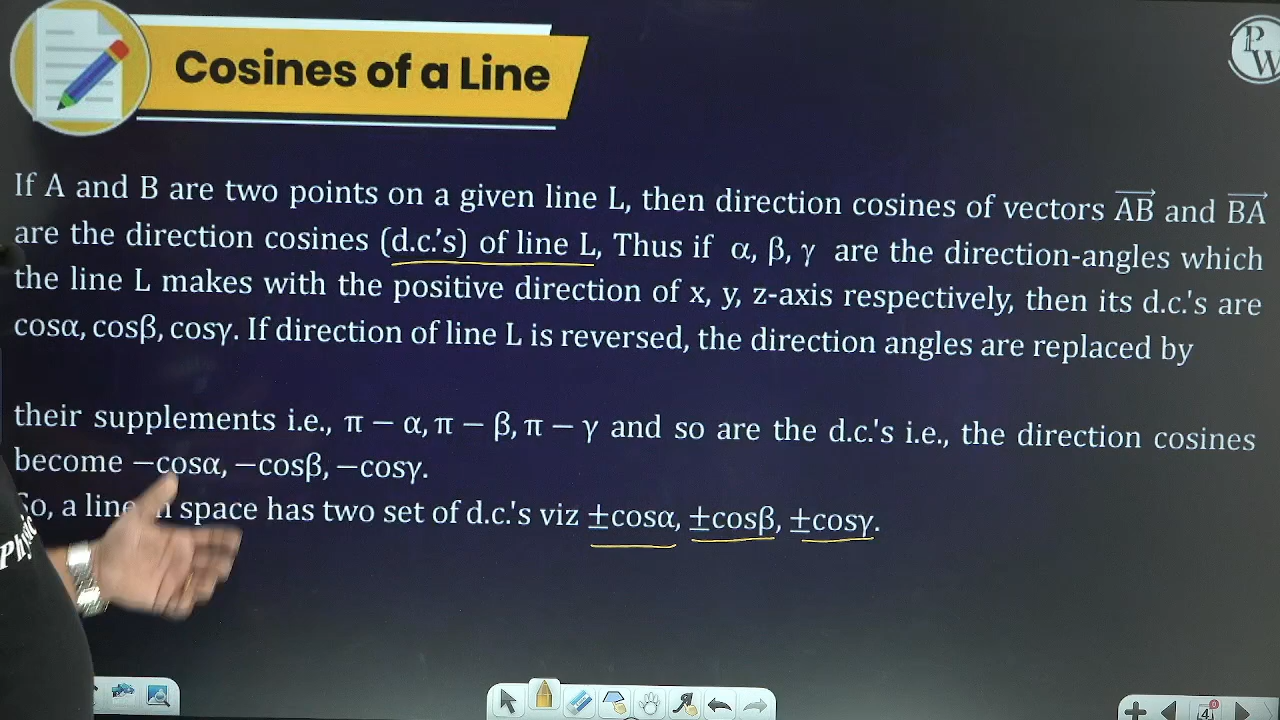 Cosines of a Line
PW
If A and B are two points on a given line L, then direction cosines of vectors AB⃗ and BA⃗
are the direction cosines (d.c.'s) of line L, Thus if α, β, γ are the direction-angles which
the line L makes with the positive direction of x, y, z-axis respectively, then its d.c.'s are
cosα, cosβ, cosγ. If direction of line L is reversed, the direction angles are replaced by
their supplements i.e., π − α, π − β, π − γ and so are the d.c.'s i.e., the direction cosines
become −cosα, −cosβ, −cosγ.
So, a line space has two set of d.c.'s viz ±cosα, ±cosβ, ±cosγ.
4